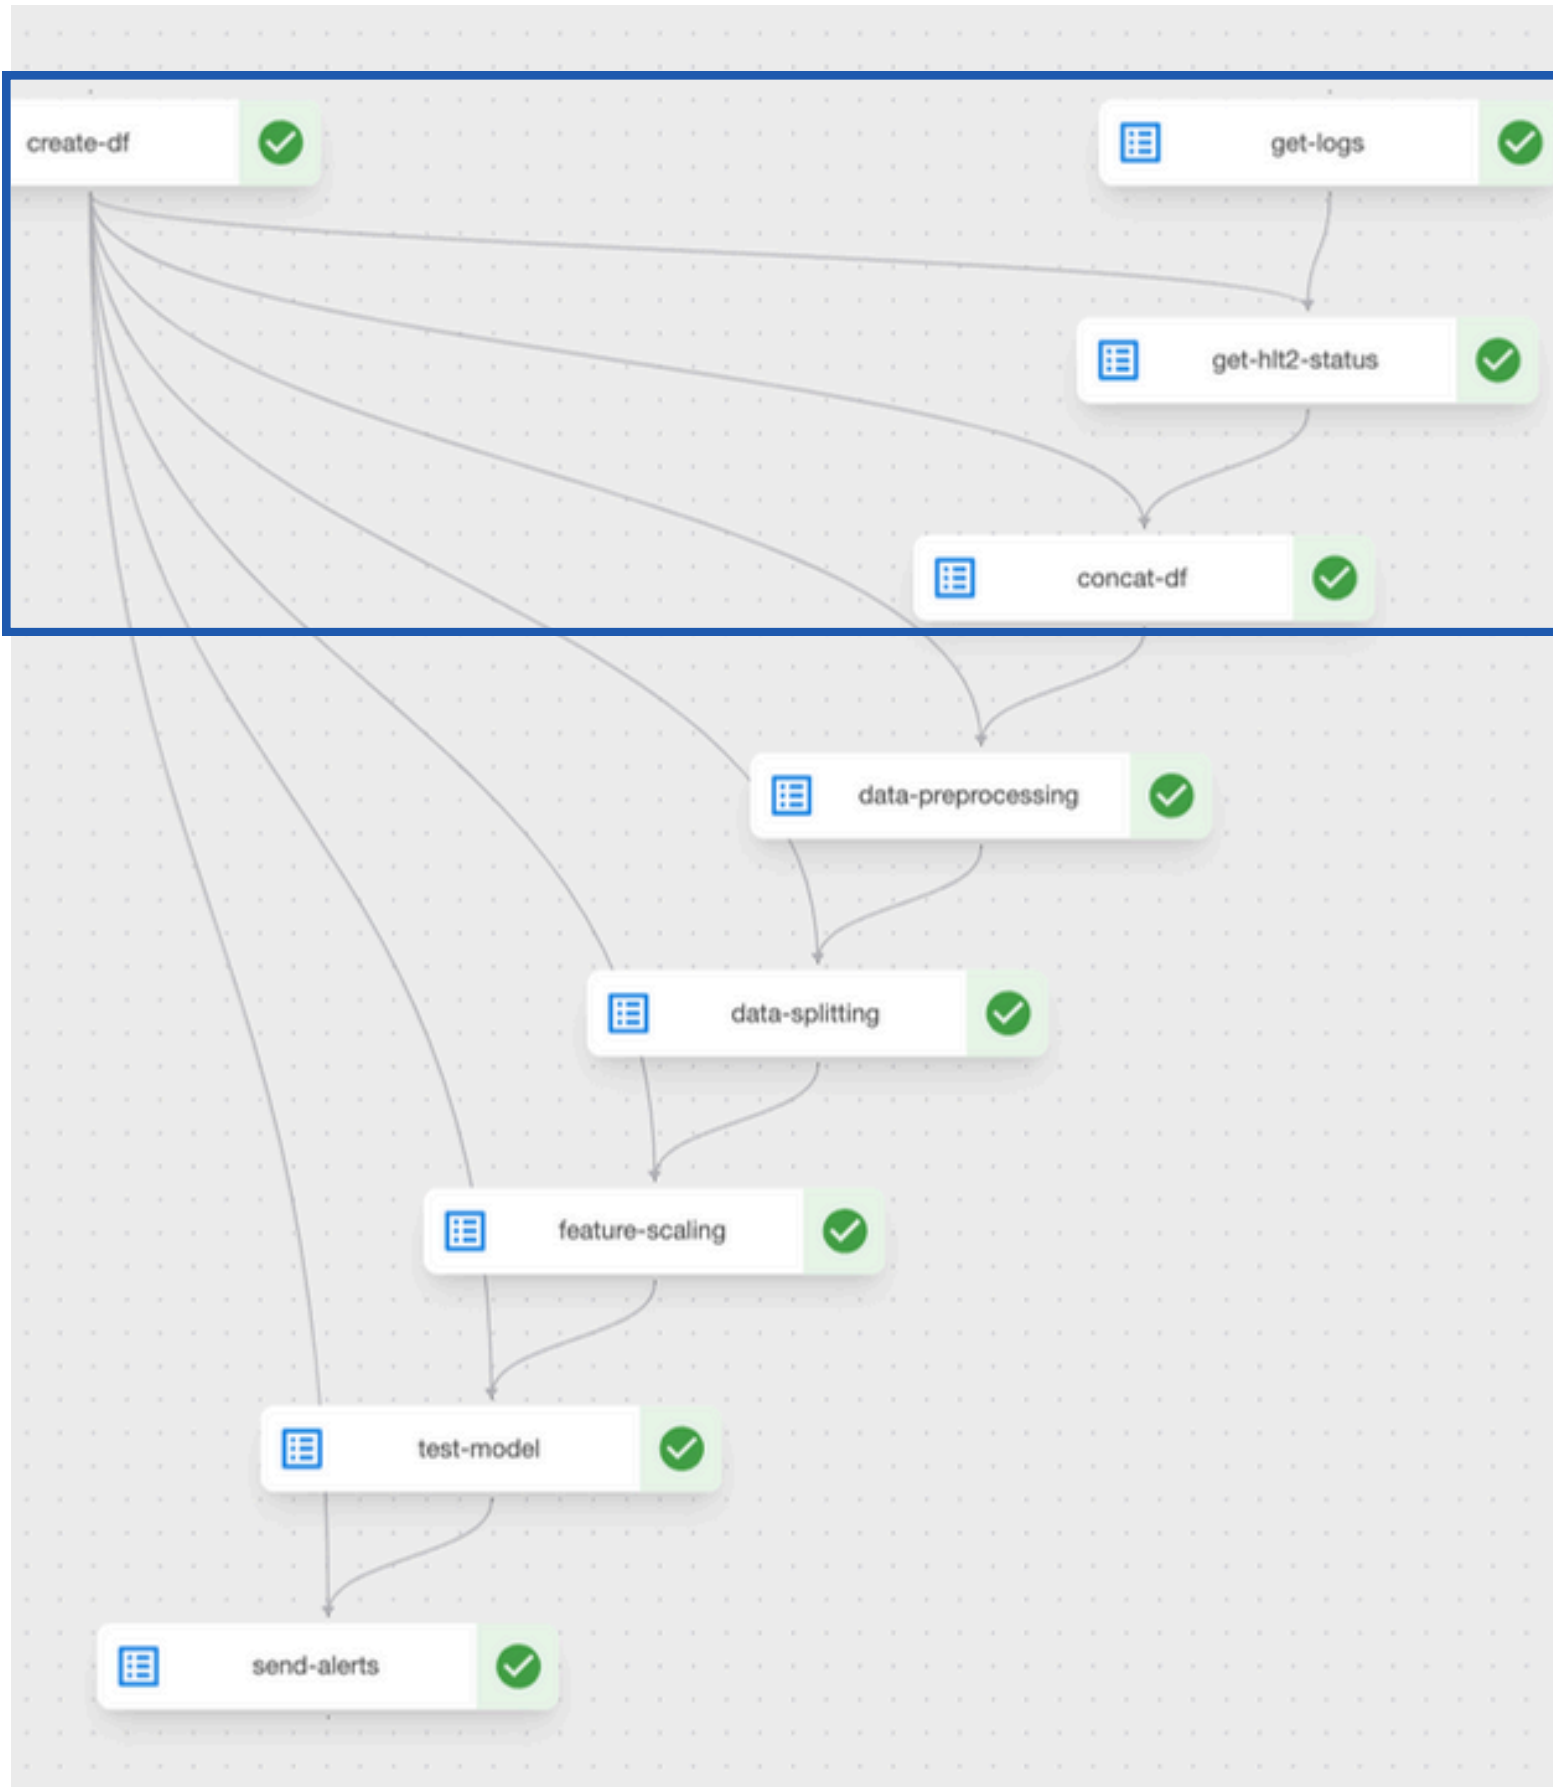 create-df
get-logs
get-hlt2-status
concat-df
data-preprocessing
data-splitting
feature-scaling
test-model
send-alerts